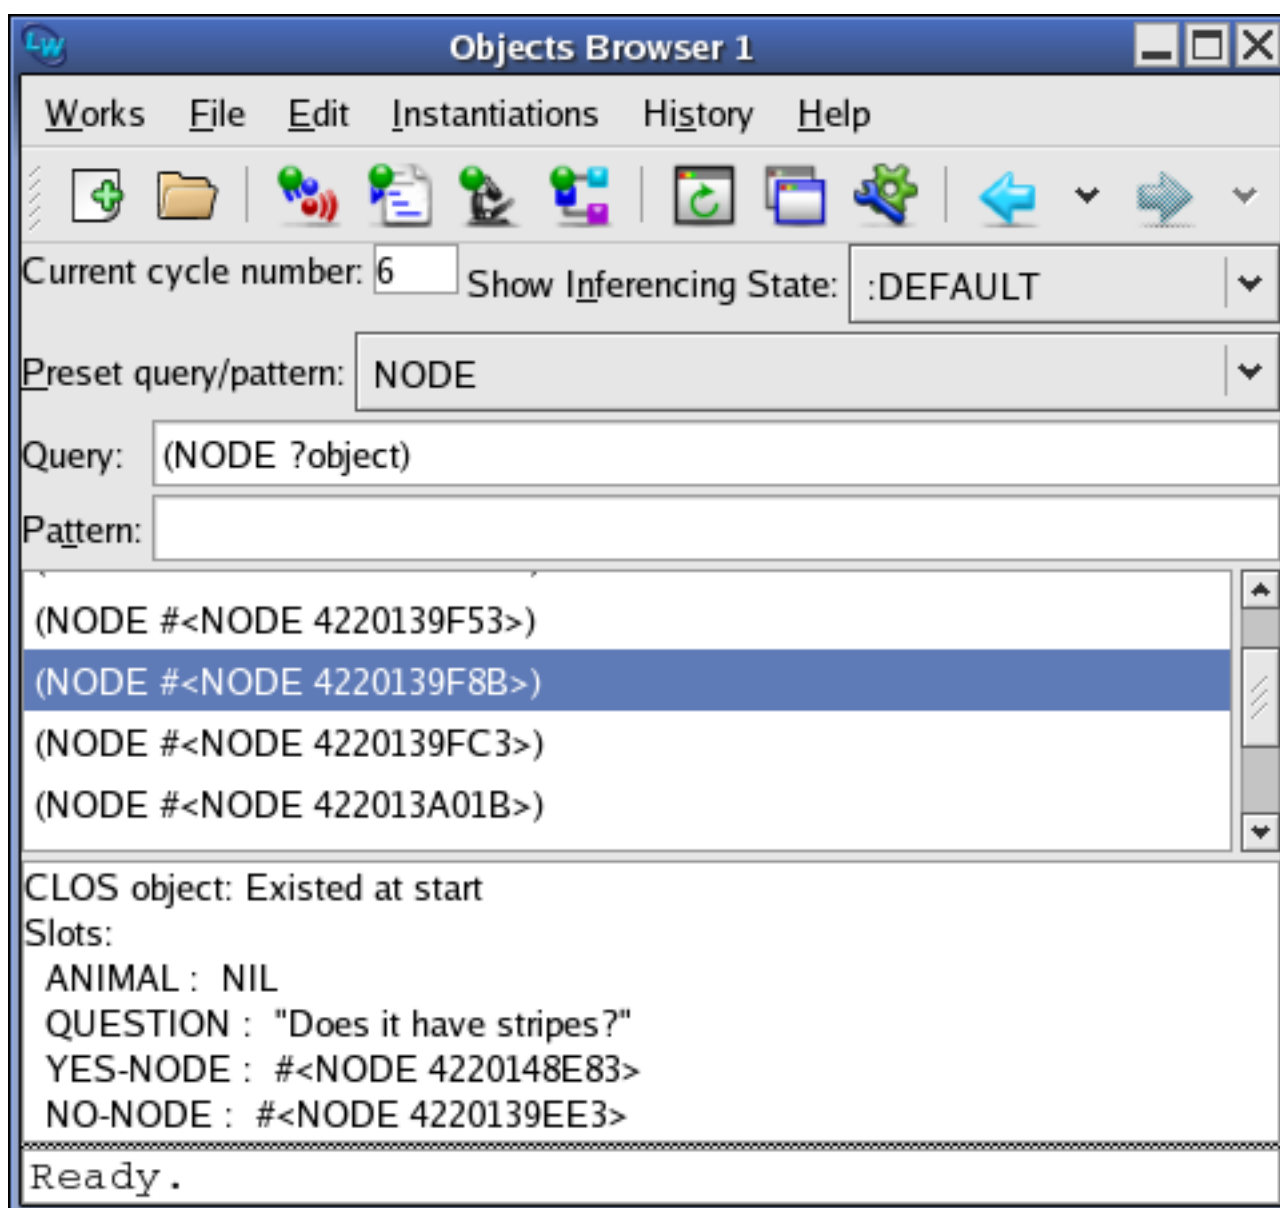 LW Objects Browser 1
Works File Edit Instantiations History Help
Current cycle number: 6 Show Inferencing State: :DEFAULT
Preset query/pattern: NODE
Query: (NODE ?object)
Pattern:
(NODE #<NODE 4220139F53>)
(NODE #<NODE 4220139F8B>)
(NODE #<NODE 4220139FC3>)
(NODE #<NODE 422013A01B>)
CLOS object: Existed at start
Slots:
ANIMAL : NIL
QUESTION : "Does it have stripes?"
YES-NODE : #<NODE 4220148E83>
NO-NODE : #<NODE 4220139EE3>
Ready.